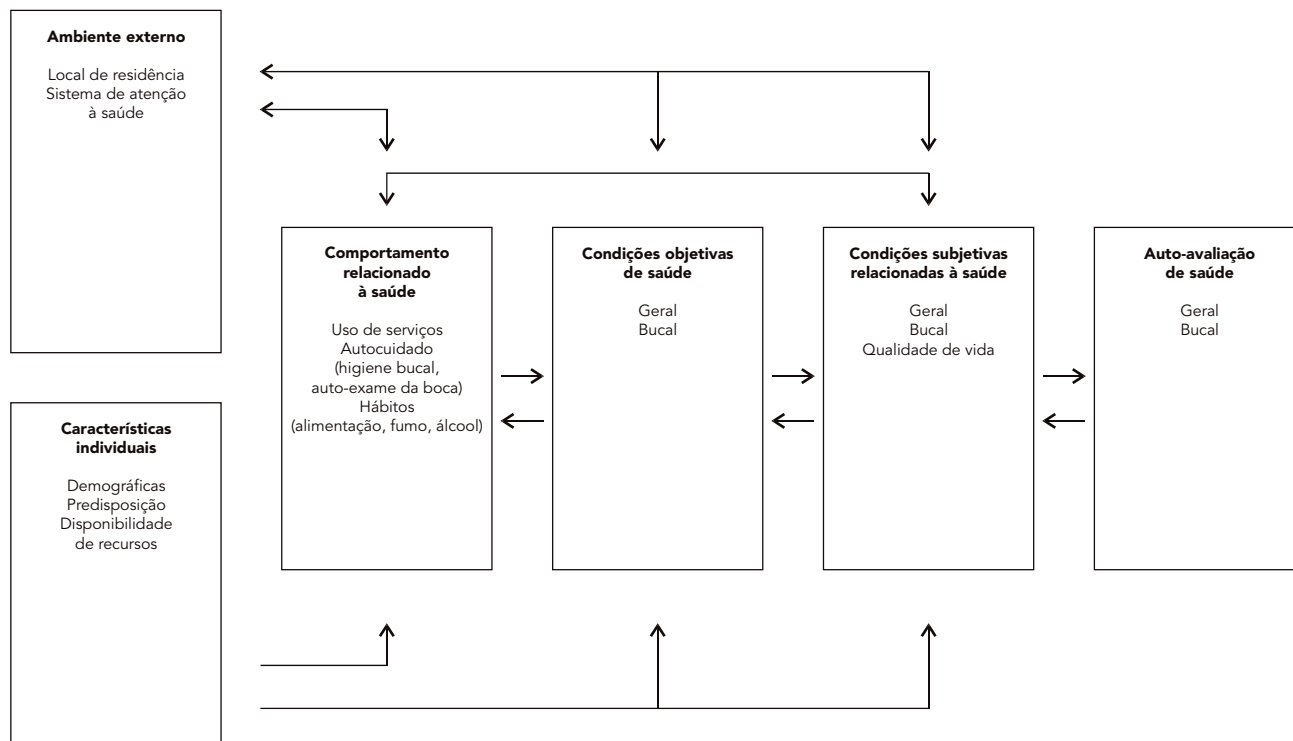 Ambiente externo
Local de residência
Sistema de atenção
à saúde
Características
individuais
Demográficas
Predisposição
Disponibilidade
de recursos
Comportamento
relacionado
à saúde
Uso de serviços
Autocuidado
(higiene bucal,
auto-exame da boca)
Hábitos
(alimentação, fumo, álcool)
Condições objetivas
de saúde
Geral
Bucal
Condições subjetivas
relacionadas à saúde
Geral
Bucal
Qualidade de vida
Auto-avaliação
de saúde
Geral
Bucal